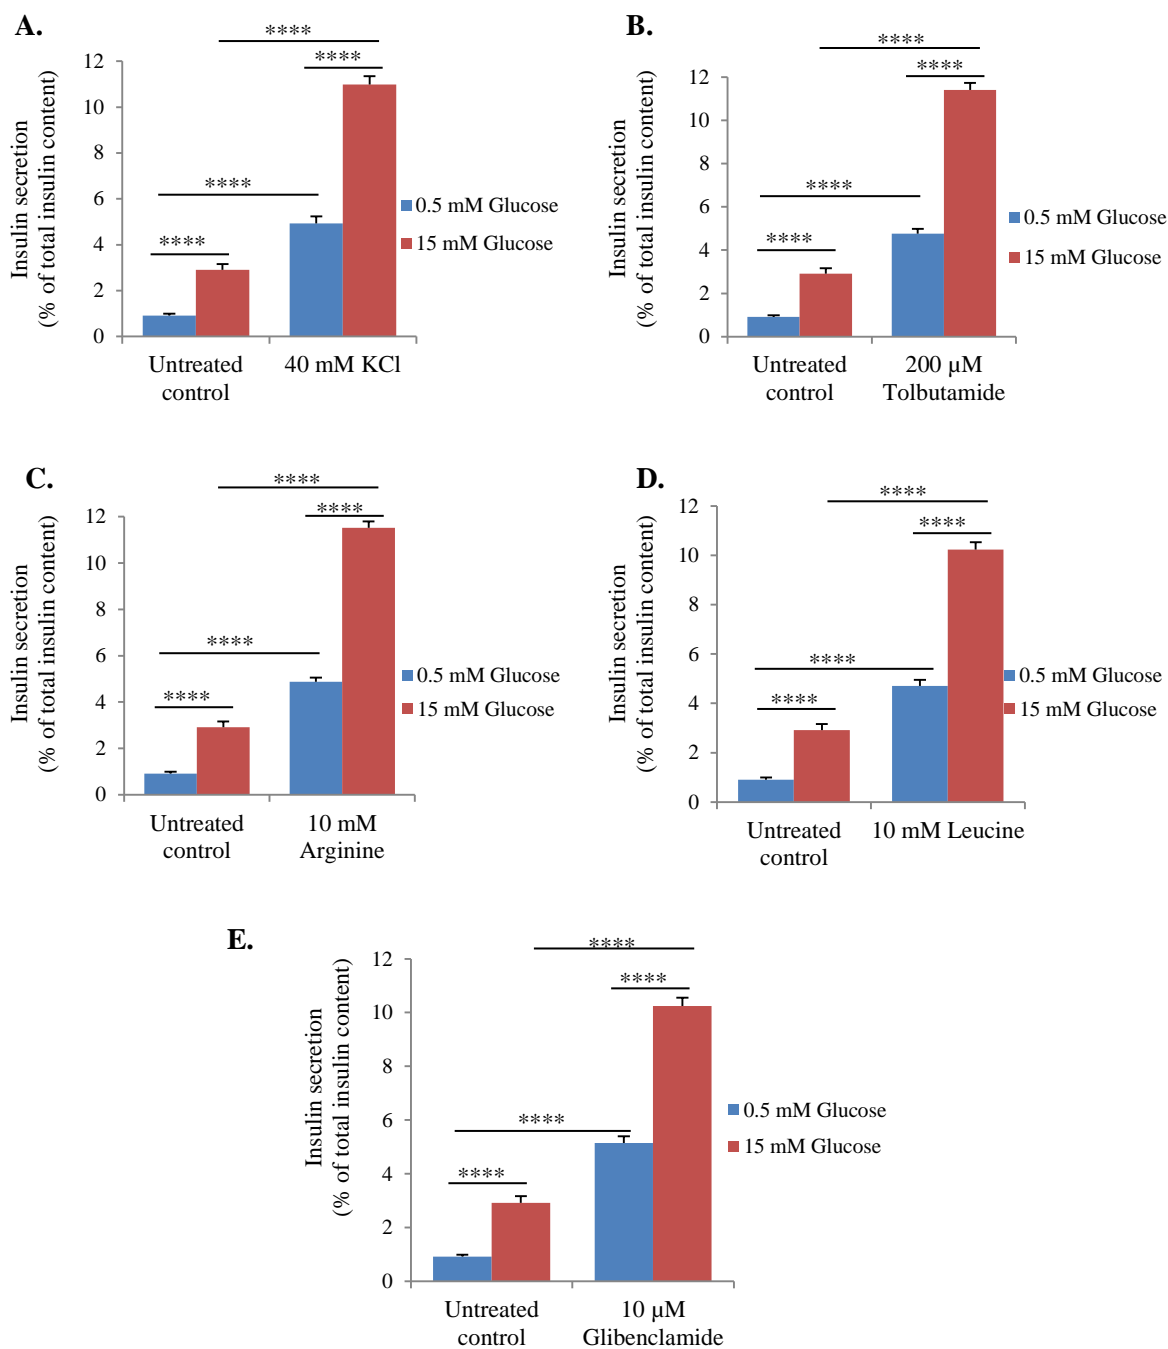 A.
****
****
Insulin secretion
(% of total insulin content)
12
10
8
6
4
2
0
****
****
0.5 mM Glucose
15 mM Glucose
Untreated
control
40 mM KCl
B.
****
****
Insulin secretion
(% of total insulin content)
12
10
8
6
4
2
0
****
****
0.5 mM Glucose
15 mM Glucose
Untreated
control
200 µM
Tolbutamide
C.
****
****
Insulin secretion
(% of total insulin content)
12
10
8
6
4
2
0
****
****
0.5 mM Glucose
15 mM Glucose
Untreated
control
10 mM
Arginine
D.
****
****
Insulin secretion
(% of total insulin content)
12
10
8
6
4
2
0
****
****
0.5 mM Glucose
15 mM Glucose
Untreated
control
10 mM Leucine
E.
****
****
Insulin secretion
(% of total insulin content)
12
10
8
6
4
2
0
****
****
0.5 mM Glucose
15 mM Glucose
Untreated
control
10 µM
Glibenclamide